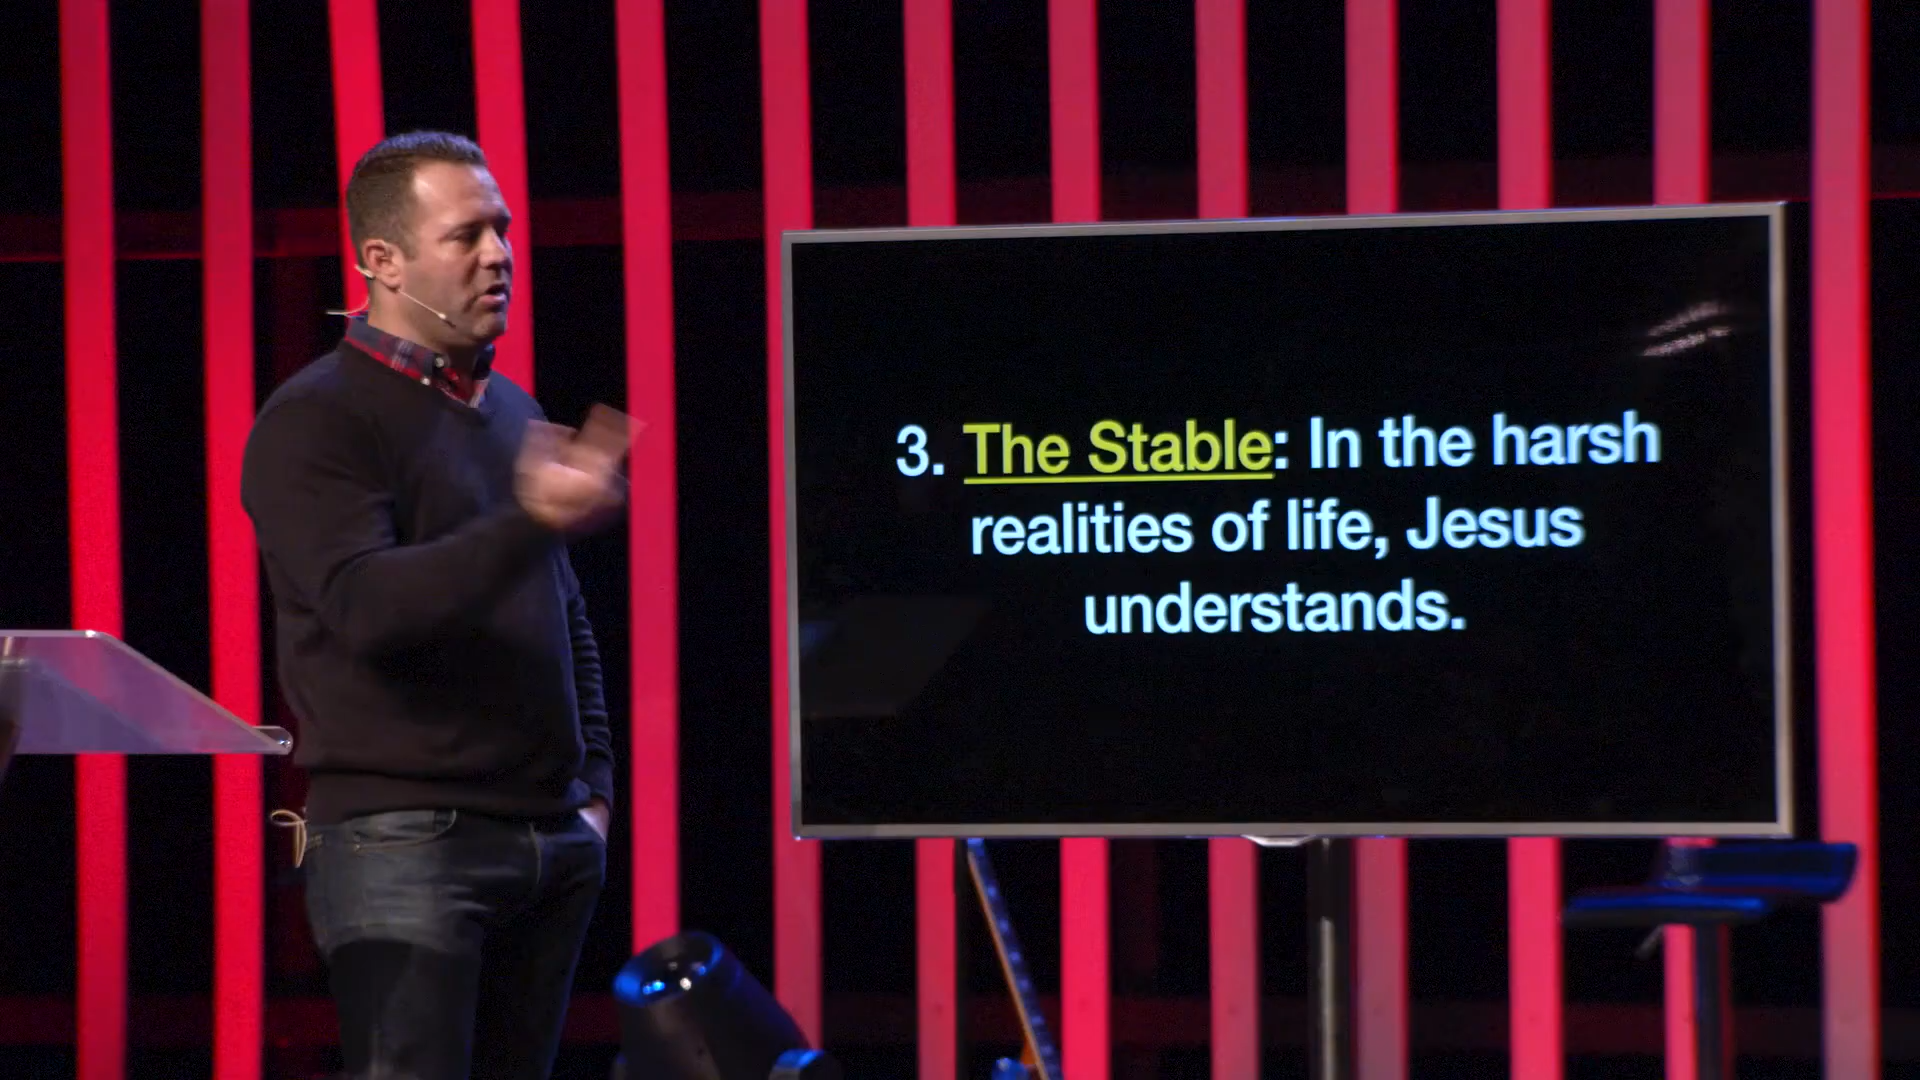 3. The Stable: In the harsh
realities of life, Jesus
understands.